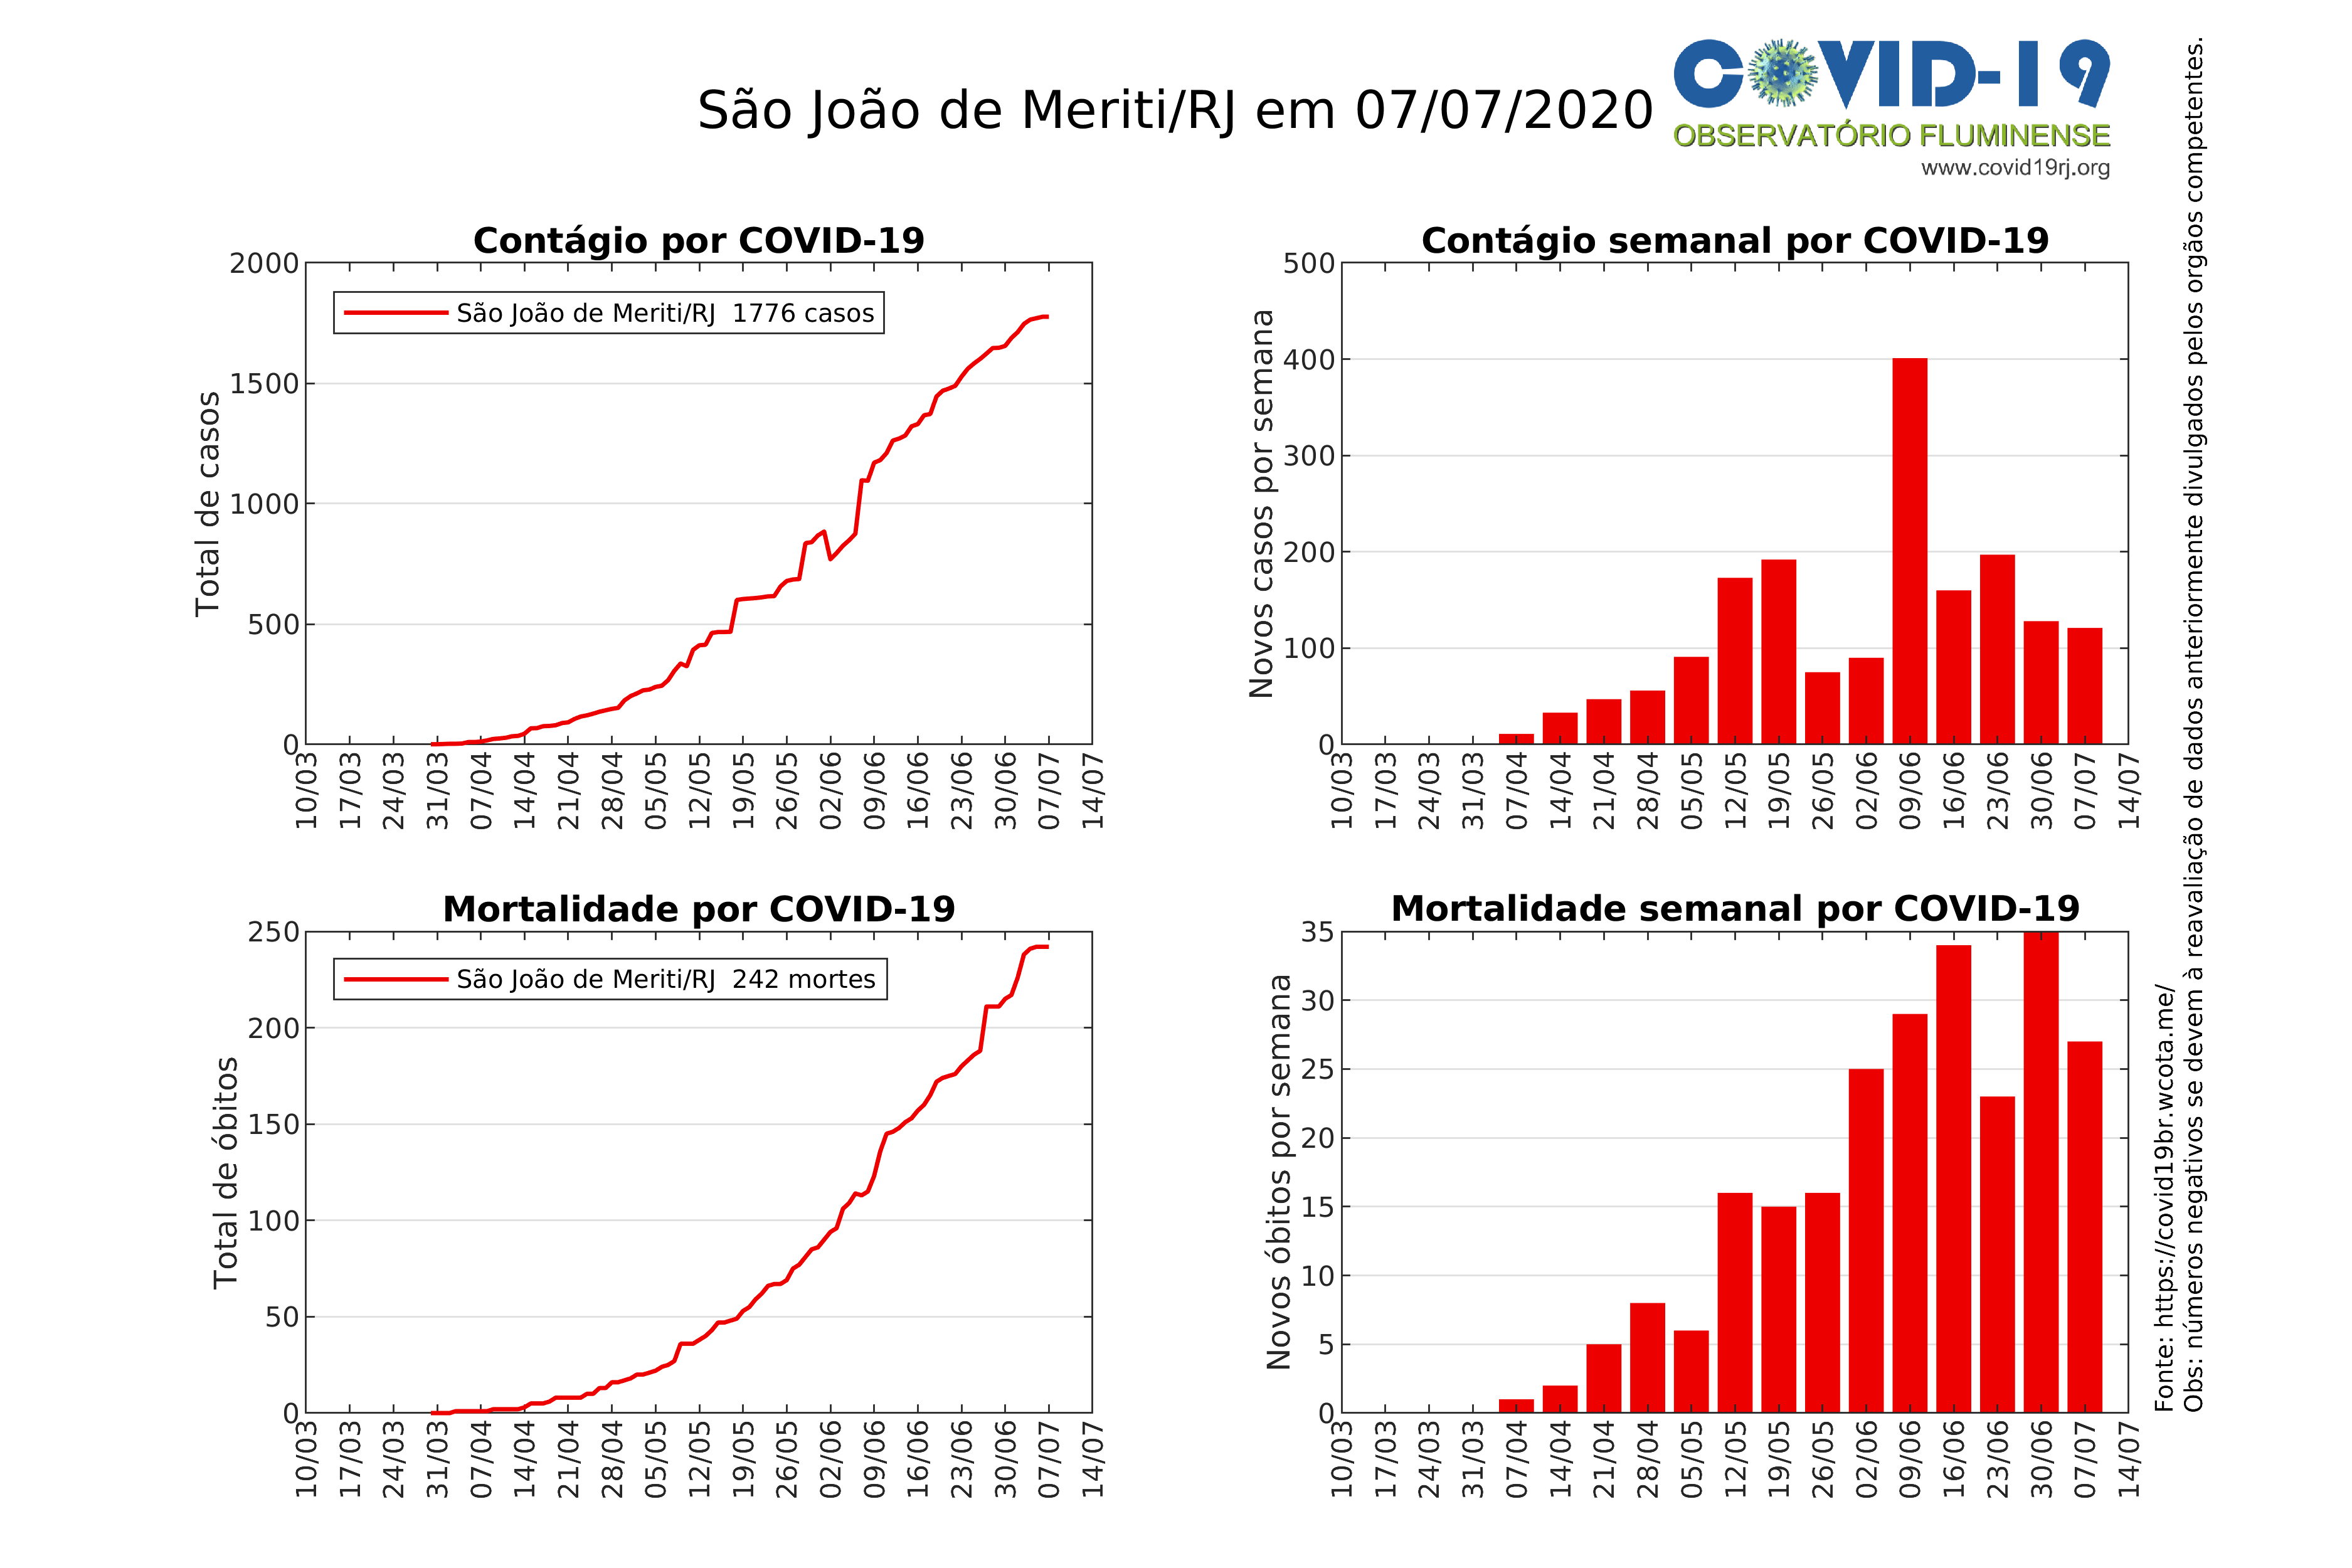 São João de Meriti/RJ em 07/07/2020
COVID-19
OBSERVATÓRIO FLUMINENSE
www.covid19rj.org
Contágio por COVID-19
Total de casos
2000
1500
1000
500
0
São João de Meriti/RJ 1776 casos
10/03 17/03 24/03 31/03 07/04 14/04 21/04 28/04 05/05 12/05 19/05 26/05 02/06 09/06 16/06 23/06 30/06 07/07 14/07
Contágio semanal por COVID-19
Novos casos por semana
500
400
300
200
100
0
10/03 17/03 24/03 31/03 07/04 14/04 21/04 28/04 05/05 12/05 19/05 26/05 02/06 09/06 16/06 23/06 30/06 07/07 14/07
Mortalidade por COVID-19
Total de óbitos
250
200
150
100
50
0
São João de Meriti/RJ 242 mortes
10/03 17/03 24/03 31/03 07/04 14/04 21/04 28/04 05/05 12/05 19/05 26/05 02/06 09/06 16/06 23/06 30/06 07/07 14/07
Mortalidade semanal por COVID-19
Novos óbitos por semana
35
30
25
20
15
10
5
0
10/03 17/03 24/03 31/03 07/04 14/04 21/04 28/04 05/05 12/05 19/05 26/05 02/06 09/06 16/06 23/06 30/06 07/07 14/07
Fonte: https://covid19br.wcota.me/
Obs: números negativos se devem à reavaliação de dados anteriormente divulgados pelos orgãos competentes.